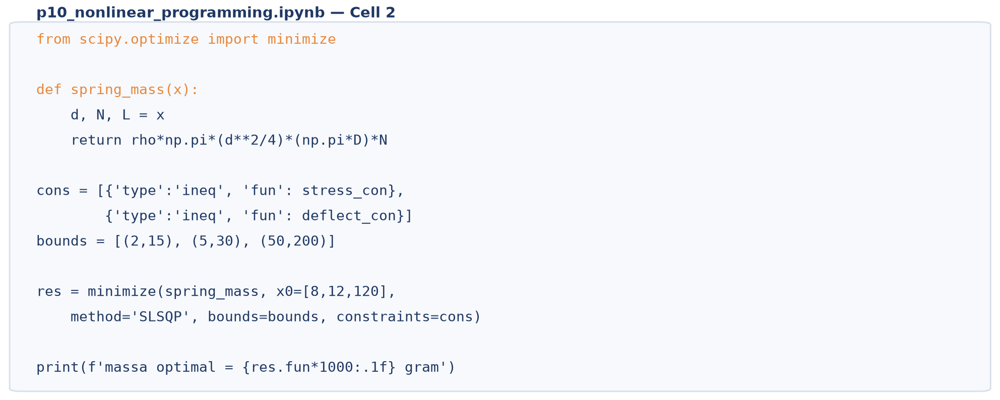 p10_nonlinear_programming.ipynb — Cell 2
from scipy.optimize import minimize
def spring_mass(x):
    d, N, L = x
    return rho*np.pi*(d**2/4)*(np.pi*D)*N
cons = [{'type':'ineq', 'fun': stress_con},
        {'type':'ineq', 'fun': deflect_con}]
bounds = [(2,15), (5,30), (50,200)]
res = minimize(spring_mass, x0=[8,12,120],
    method='SLSQP', bounds=bounds, constraints=cons)
print(f'massa optimal = {res.fun*1000:.1f} gram')